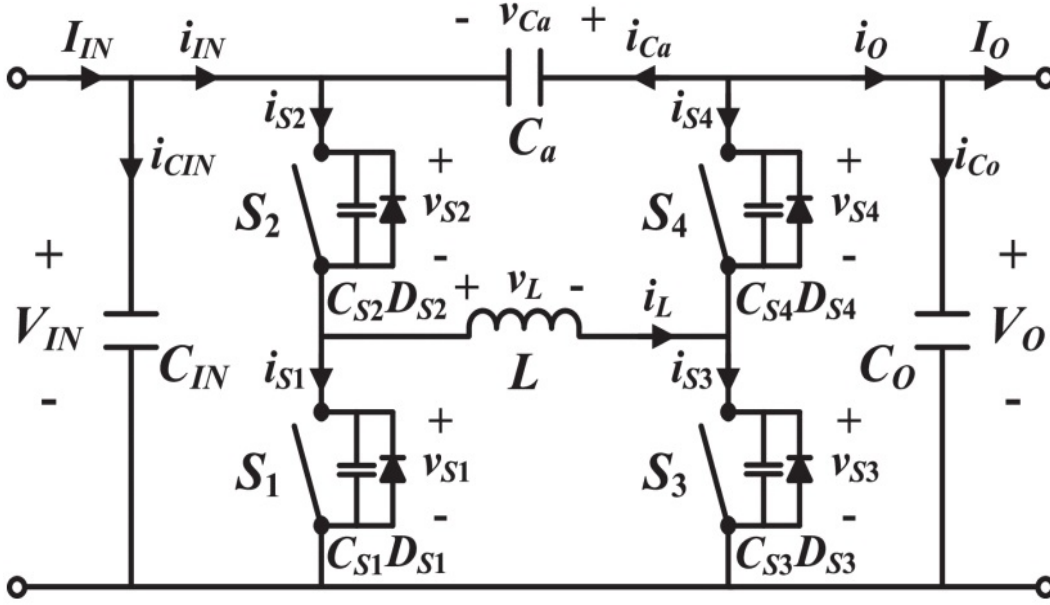 - v_Ca +
I_IN i_IN i_Ca i_O I_O
i_S2 C_a i_S4
i_CIN i_Co
+ +
S_2 v_S2 S_4 v_S4
+ - - +
C_S2 D_S2 + v_L - i_L C_S4 D_S4
V_IN C_IN L C_O V_O
i_S1 i_S3
- + + -
S_1 v_S1 S_3 v_S3
- -
C_S1 D_S1 C_S3 D_S3